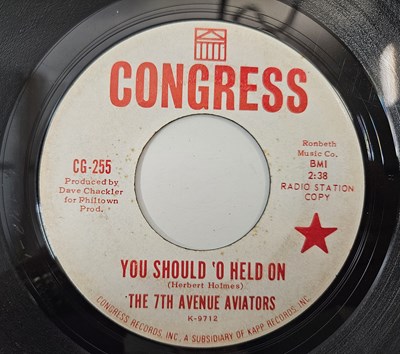 CONGRESS
CG-255
Produced by
Dave Chackler
for Philtown
Prod.
Ronbeth
Music Co.
BMI
2:38
RADIO STATION
COPY
YOU SHOULD 'O HELD ON
(Herbert Holmes)
THE 7TH AVENUE AVIATORS
K-9712
CONGRESS RECORDS, INC., A SUBSIDIARY OF KAPP RECORDS, INC.